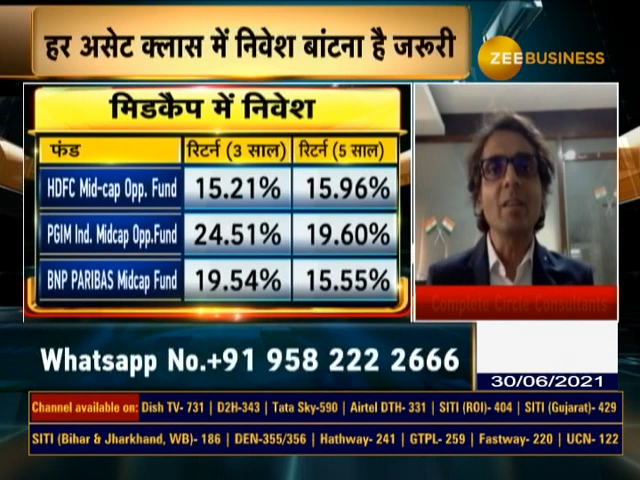 हर असेट क्लास में निवेश बांटना है जरूरी
ZEEBUSINESS
मिडकैप में निवेश
फंड रिटर्न (3 साल) रिटर्न (5 साल)
HDFC Mid-cap Opp. Fund 15.21% 15.96%
PGIM Ind. Midcap Opp.Fund 24.51% 19.60%
BNP PARIBAS Midcap Fund 19.54% 15.55%
Complete Circle Consultants
Whatsapp No.+91 958 222 2666
30/06/2021
Channel available on: Dish TV- 731 | D2H-343 | Tata Sky-590 | Airtel DTH- 331 | SITI (ROI)- 404 | SITI (Gujarat)- 429
SITI (Bihar & Jharkhand, WB)- 186 | DEN-355/356 | Hathway- 241 | GTPL- 259 | Fastway- 220 | UCN- 122